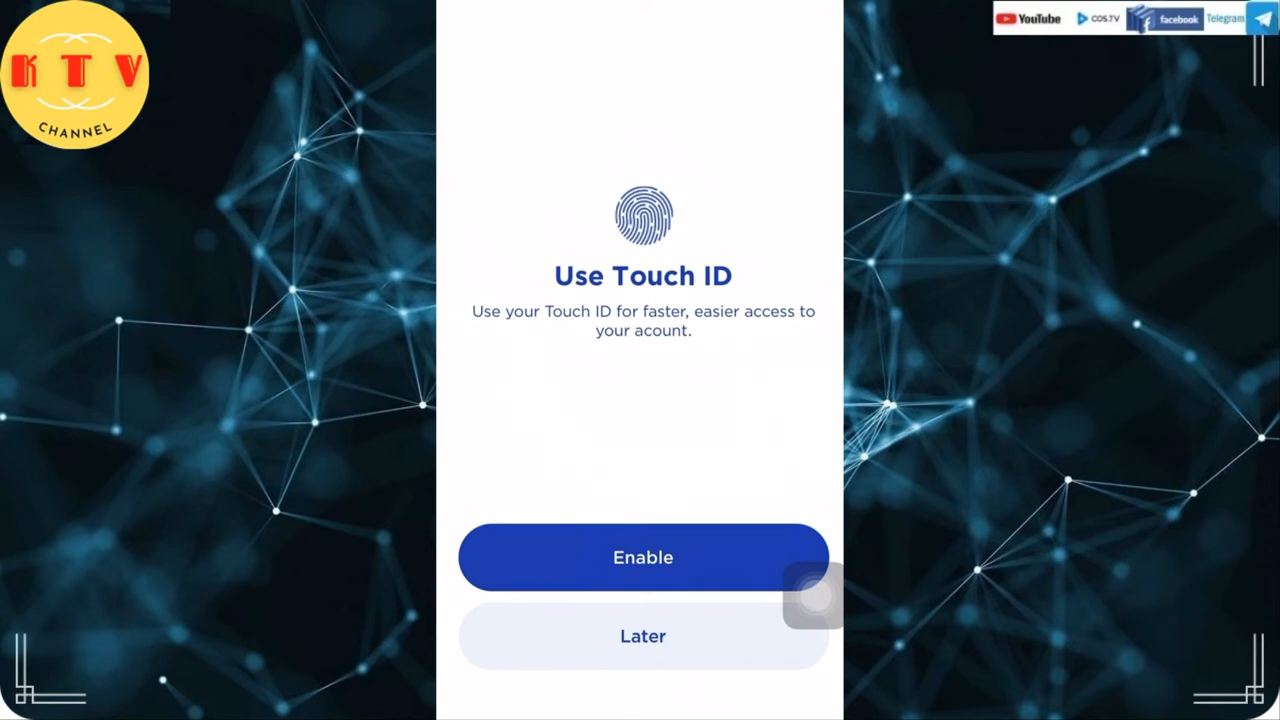 KTV
CHANNEL
YouTube
COS.TV
facebook
Telegram
Use Touch ID
Use your Touch ID for faster, easier access to
your acount.
Enable
Later